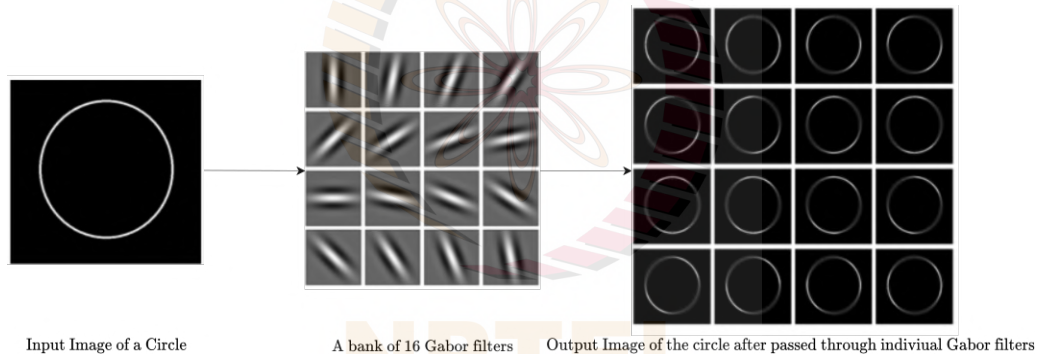 Input Image of a Circle
A bank of 16 Gabor filters
Output Image of the circle after passed through indiviual Gabor filters
NPTEL